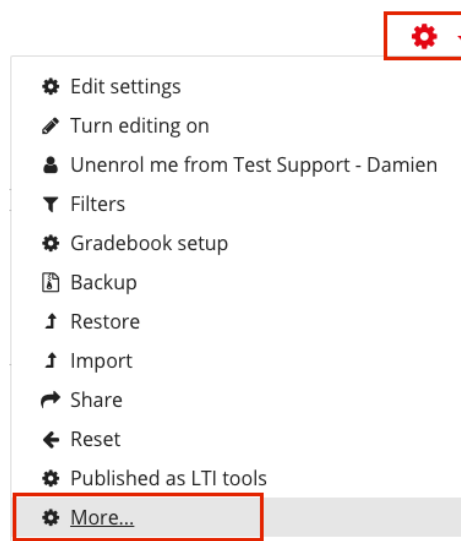 Edit settings
Turn editing on
Unenrol me from Test Support - Damien
Filters
Gradebook setup
Backup
Restore
Import
Share
Reset
Published as LTI tools
More...